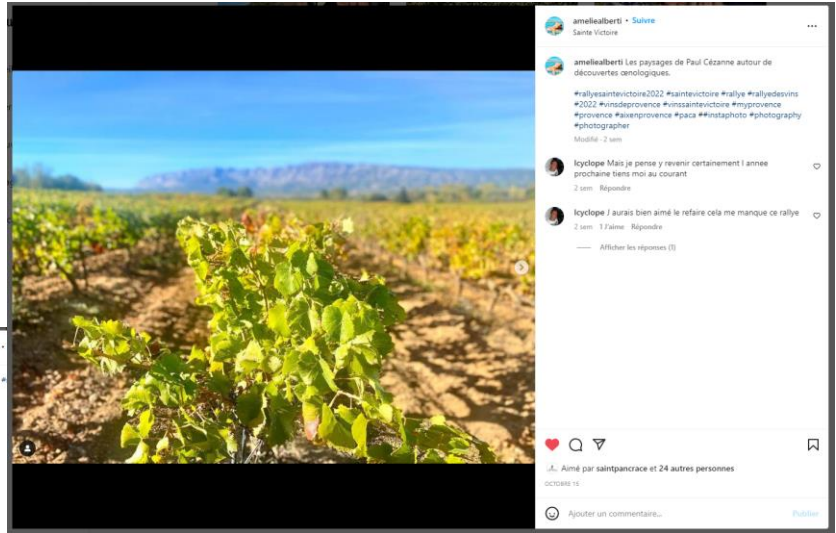 ameliealberti • Suivre
Sainte Victoire
ameliealberti Les paysages de Paul Cézanne autour de
découvertes œnologiques.
#rallyesaintevictoire2022 #saintevictoire #rallye #rallyedesvins
#2022 #vinsdeprovence #vinssaintevictoire #myprovence
#provence #aixenprovence #paca ##instaphoto #photography
#photographer
Modifié · 2 sem
lcyclope Mais je pense y revenir certainement l annee
prochaine tiens moi au courant
2 sem Répondre
lcyclope J aurais bien aimé le refaire cela me manque ce rallye
2 sem 1 J'aime Répondre
Afficher les réponses (3)
Aimé par saintpancrace et 24 autres personnes
OCTOBRE 15
Ajouter un commentaire...
Publier